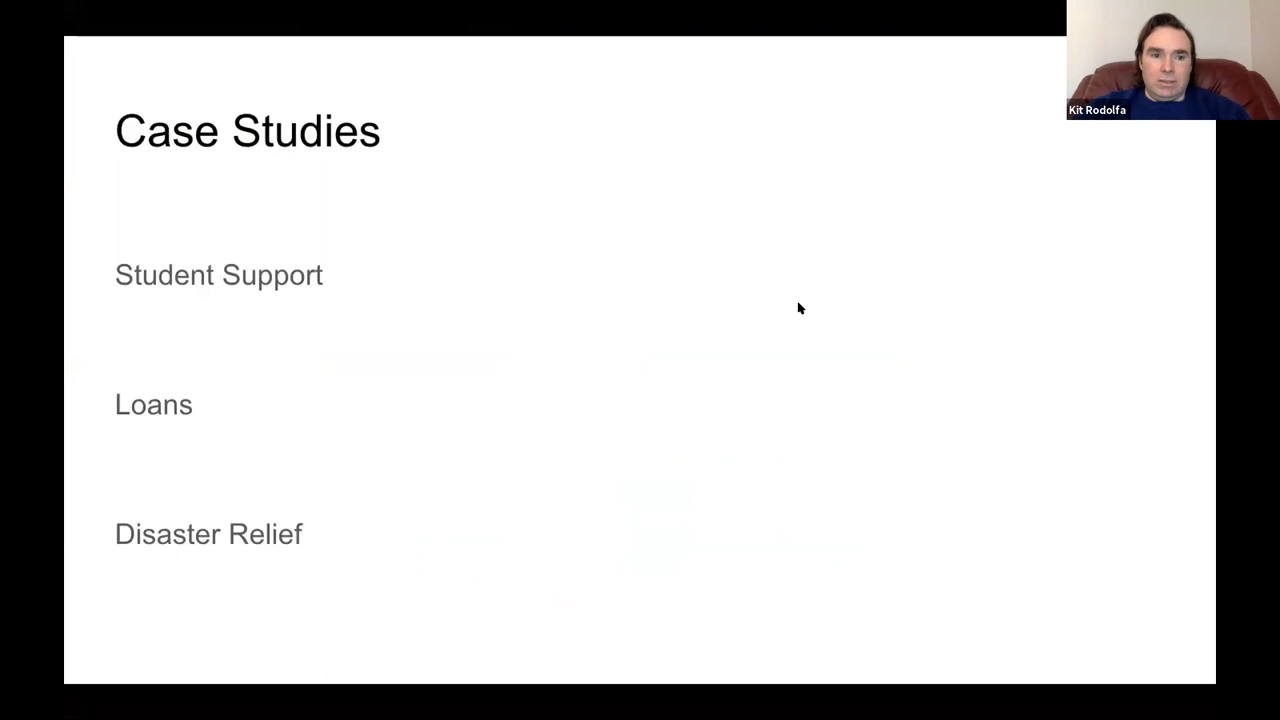 Kit Rodolfa
Case Studies
Student Support
Loans
Disaster Relief